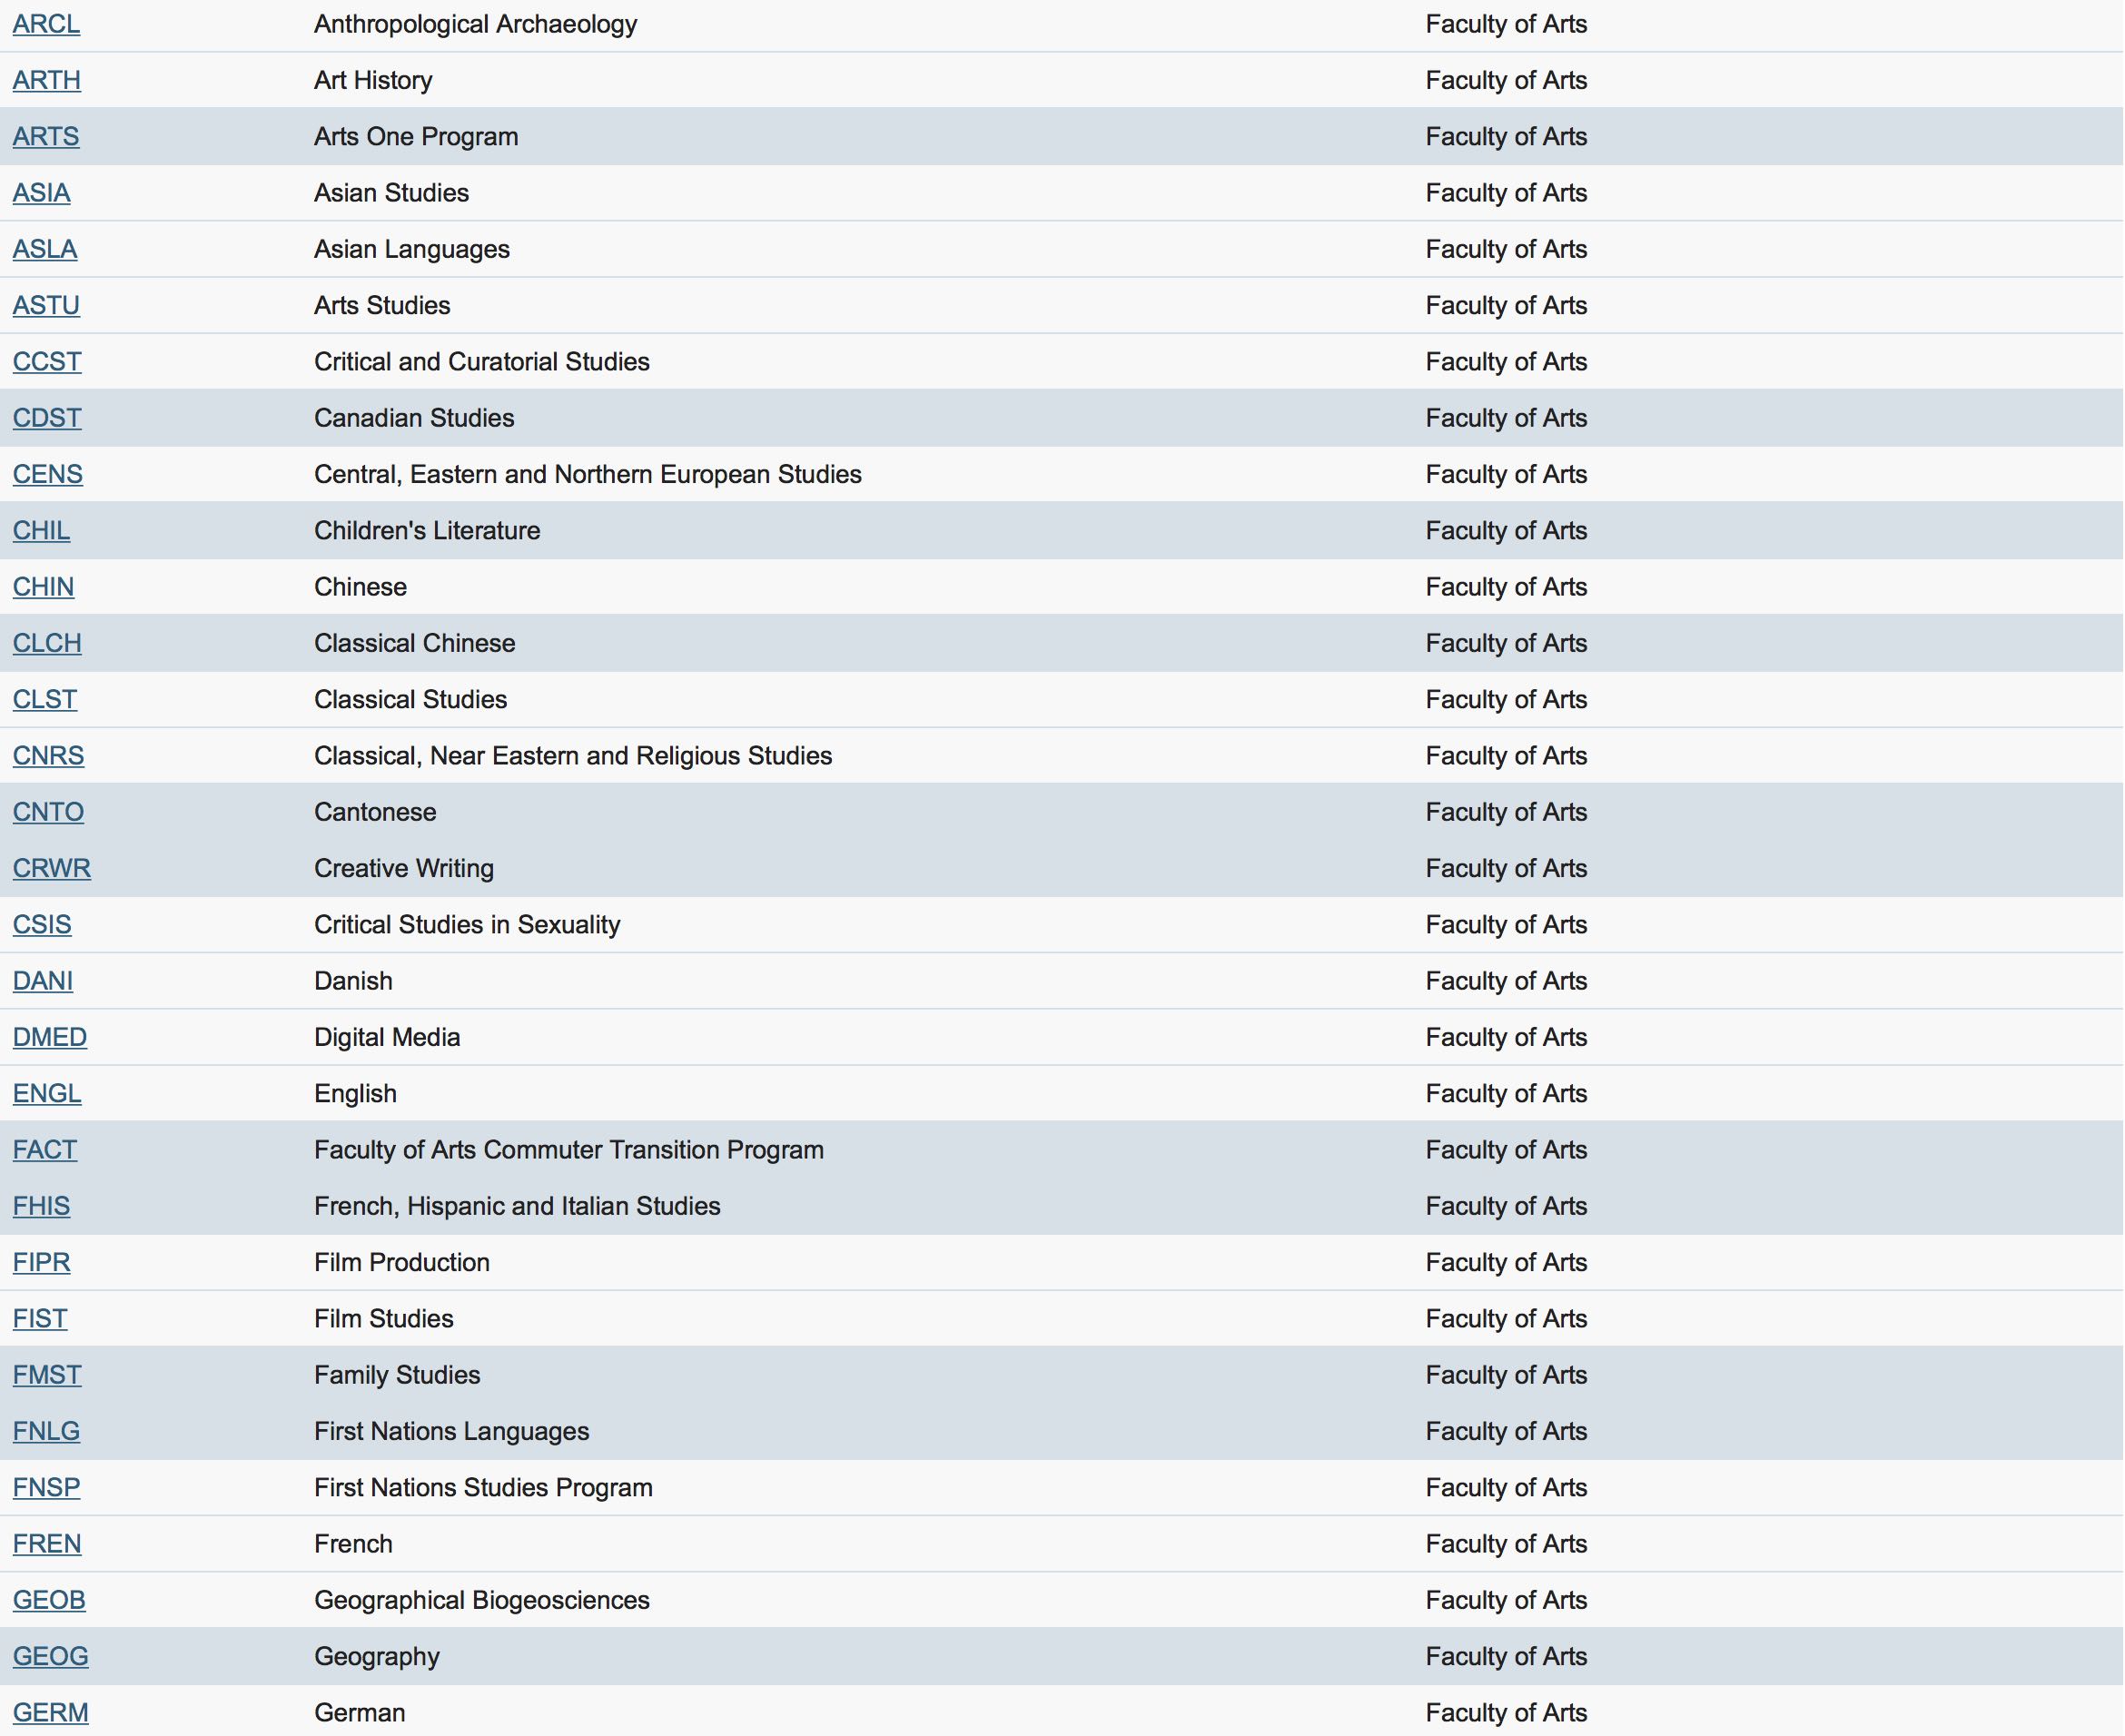 ARCL Anthropological Archaeology Faculty of Arts
ARTH Art History Faculty of Arts
ARTS Arts One Program Faculty of Arts
ASIA Asian Studies Faculty of Arts
ASLA Asian Languages Faculty of Arts
ASTU Arts Studies Faculty of Arts
CCST Critical and Curatorial Studies Faculty of Arts
CDST Canadian Studies Faculty of Arts
CENS Central, Eastern and Northern European Studies Faculty of Arts
CHIL Children's Literature Faculty of Arts
CHIN Chinese Faculty of Arts
CLCH Classical Chinese Faculty of Arts
CLST Classical Studies Faculty of Arts
CNRS Classical, Near Eastern and Religious Studies Faculty of Arts
CNTO Cantonese Faculty of Arts
CRWR Creative Writing Faculty of Arts
CSIS Critical Studies in Sexuality Faculty of Arts
DANI Danish Faculty of Arts
DMED Digital Media Faculty of Arts
ENGL English Faculty of Arts
FACT Faculty of Arts Commuter Transition Program Faculty of Arts
FHIS French, Hispanic and Italian Studies Faculty of Arts
FIPR Film Production Faculty of Arts
FIST Film Studies Faculty of Arts
FMST Family Studies Faculty of Arts
FNLG First Nations Languages Faculty of Arts
FNSP First Nations Studies Program Faculty of Arts
FREN French Faculty of Arts
GEOB Geographical Biogeosciences Faculty of Arts
GEOG Geography Faculty of Arts
GERM German Faculty of Arts